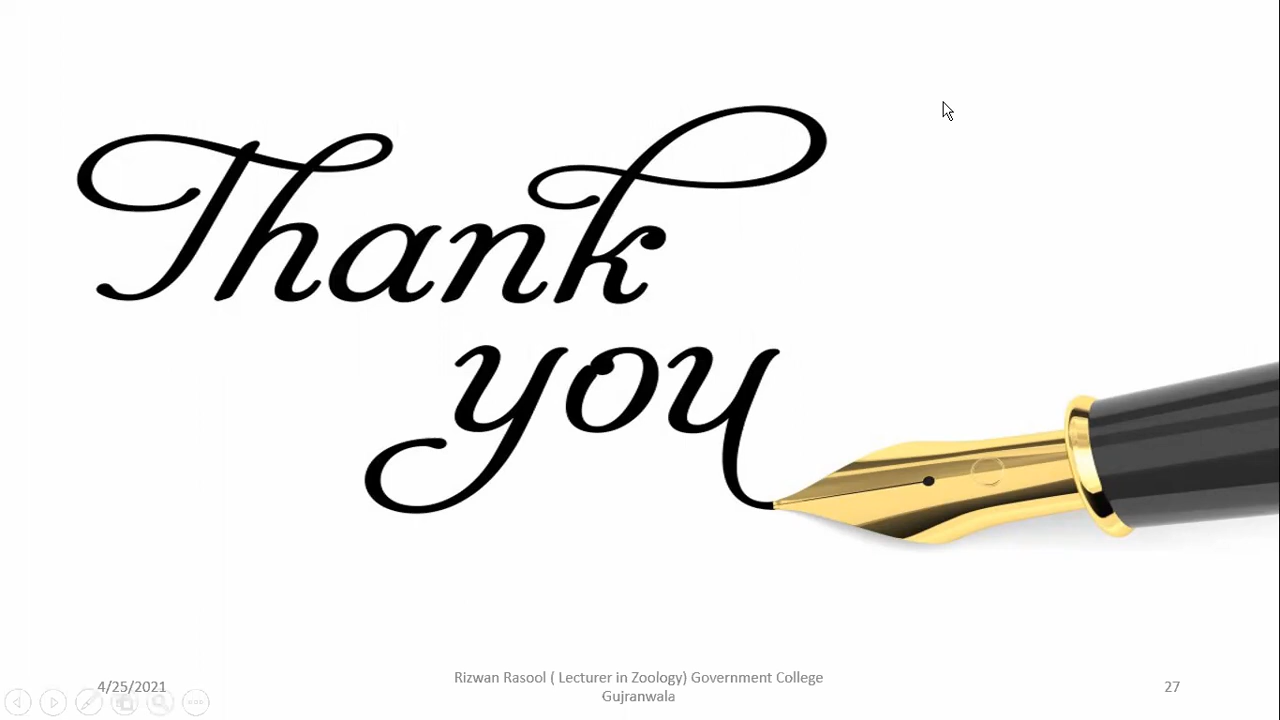 Thank
you
4/25/2021
Rizwan Rasool ( Lecturer in Zoology) Government College
Gujranwala
27